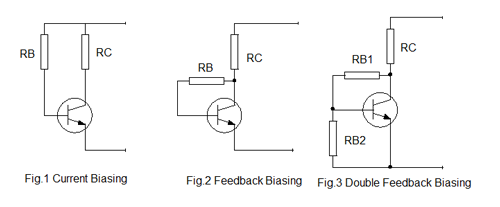 RB
RC
RB
RC
RB1
RC
RB2
Fig.1 Current Biasing
Fig.2 Feedback Biasing
Fig.3 Double Feedback Biasing